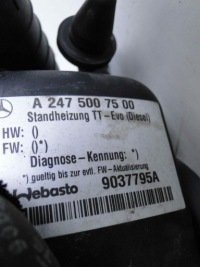 A 247 500 75 00
Standheizung TT-Evo (Diesel)
HW: ()
FW: ()*)
Diagnose-Kennung: *)
*) gueltig bis zur evtl. FW-Aktualisierung
Webasto 9037795A